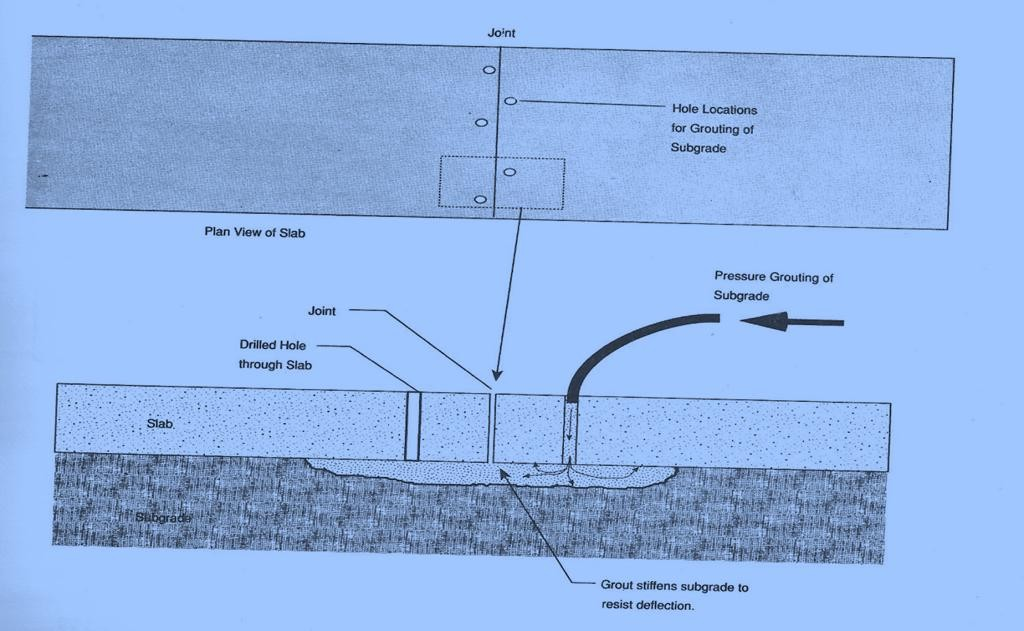 Joint
Hole Locations
for Grouting of
Subgrade
Plan View of Slab
Pressure Grouting of
Subgrade
Joint
Drilled Hole
through Slab
Slab
Subgrade
Grout stiffens subgrade to
resist deflection.